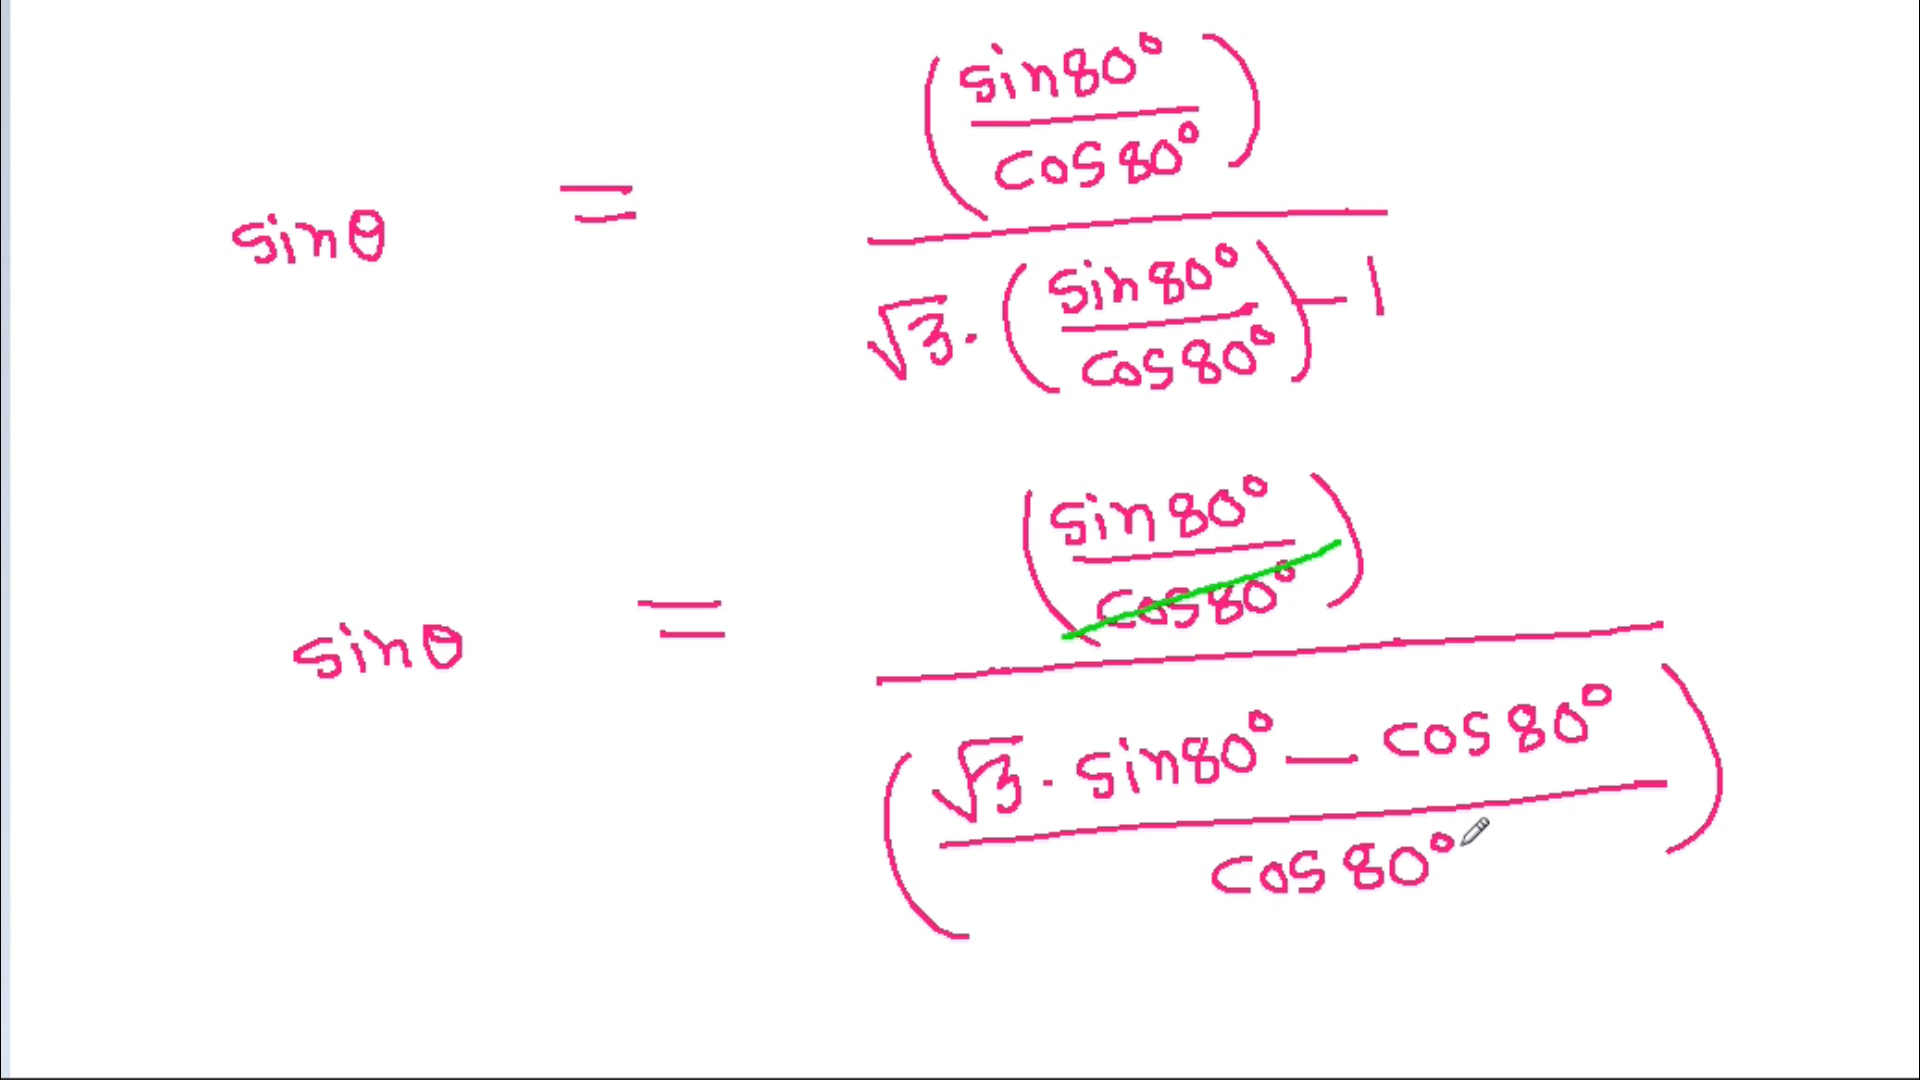 sin80°
cos80°
sinθ =
√3 · (sin80°) − 1
cos80°
sin80°
cos80°
sinθ =
√3 · sin80° − cos80°
cos80°